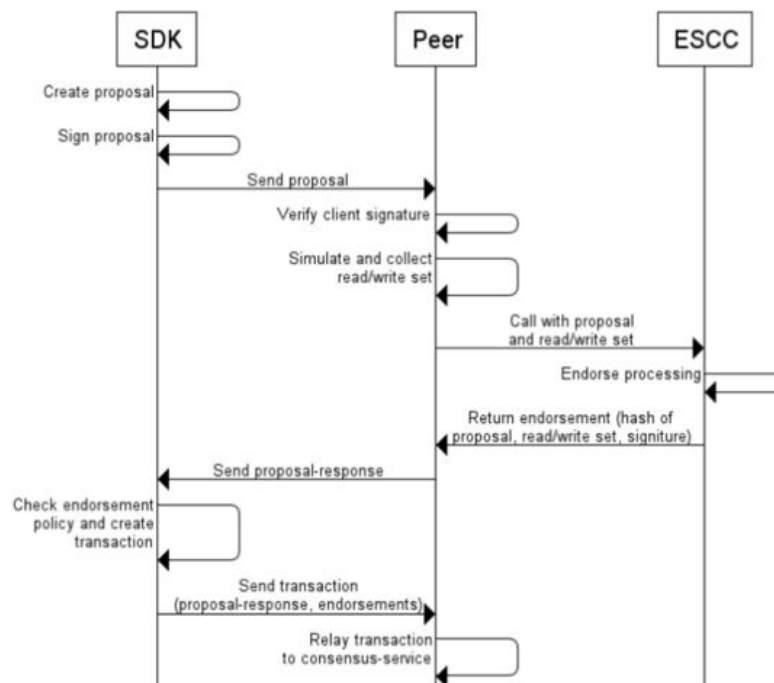 SDK
Peer
ESCC
Create proposal
Sign proposal
Send proposal
Verify client signature
Simulate and collect
read/write set
Call with proposal
and read/write set
Endorse processing
Return endorsement (hash of
proposal, read/write set, signiture)
Send proposal-response
Check endorsement
policy and create
transaction
Send transaction
(proposal-response, endorsements)
Relay transaction
to consensus-service